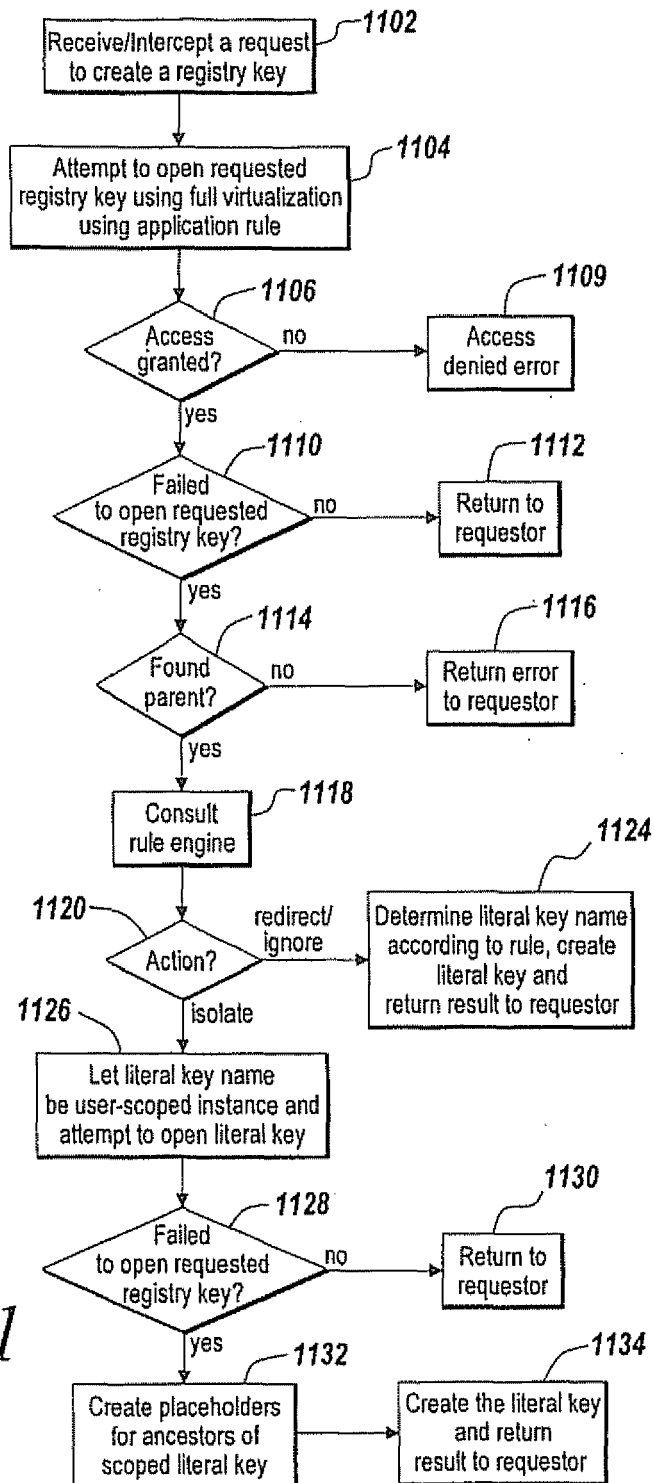 1102
Receive/Intercept a request
to create a registry key
1104
Attempt to open requested
registry key using full virtualization
using application rule
1106
Access
granted?
no
1109
Access
denied error
yes
1110
Failed
to open requested
registry key?
no
1112
Return to
requestor
yes
1114
Found
parent?
no
1116
Return error
to requestor
yes
1118
Consult
rule engine
1120
Action?
redirect/
ignore
1124
Determine literal key name
according to rule, create
literal key and
return result to requestor
isolate
1126
Let literal key name
be user-scoped instance and
attempt to open literal key
1128
Failed
to open requested
registry key?
no
1130
Return to
requestor
yes
1132
Create placeholders
for ancestors of
scoped literal key
1134
Create the literal key
and return
result to requestor